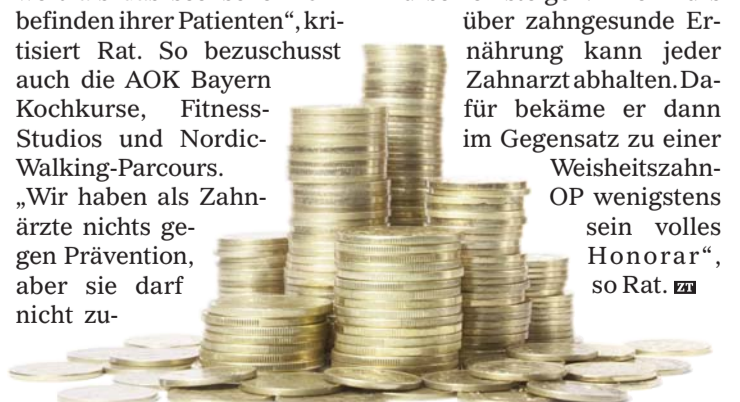 befinden ihrer Patienten“, kri-
tisiert Rat. So bezuschusst
auch die AOK Bayern
Kochkurse, Fitness-
Studios und Nordic-
Walking-Parcours.
„Wir haben als Zahn-
ärzte nichts ge-
gen Prävention,
aber sie darf
nicht zu-
über zahngesunde Er-
nährung kann jeder
Zahnarzt abhalten. Da-
für bekäme er dann
im Gegensatz zu einer
Weisheitszahn-
OP wenigstens
sein volles
Honorar“,
so Rat. ZT